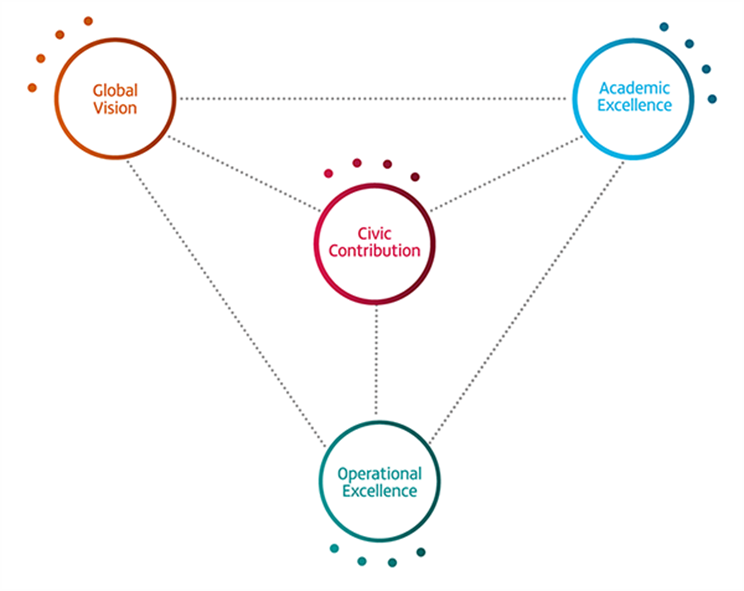 Global
Vision
Academic
Excellence
Civic
Contribution
Operational
Excellence